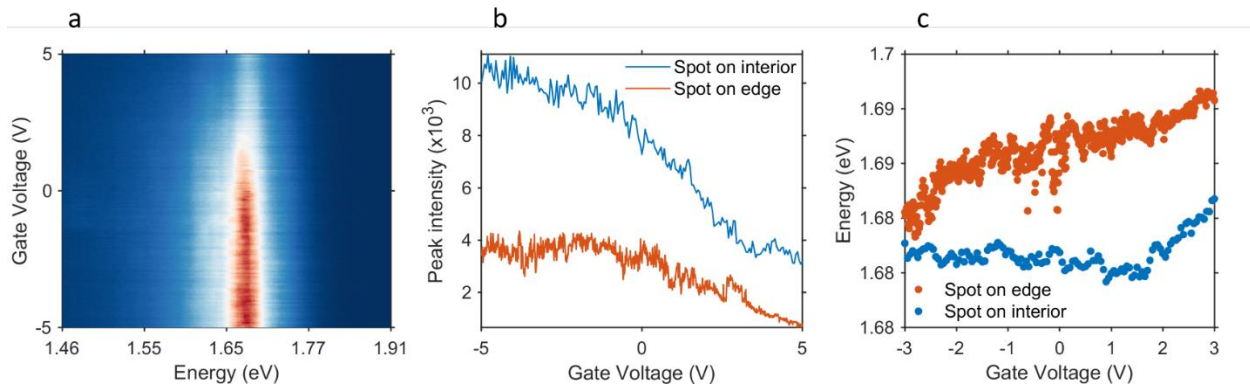 a
5
0
-5
Gate Voltage (V)
1.46 1.55 1.65 1.77 1.91
Energy (eV)
b
Spot on interior
Spot on edge
10
8
6
4
2
Peak intensity (x10³)
-5 0 5
Gate Voltage (V)
c
1.7
1.69
1.69
1.68
1.68
1.68
Energy (eV)
Spot on edge
Spot on interior
-3 -2 -1 0 1 2 3
Gate Voltage (V)